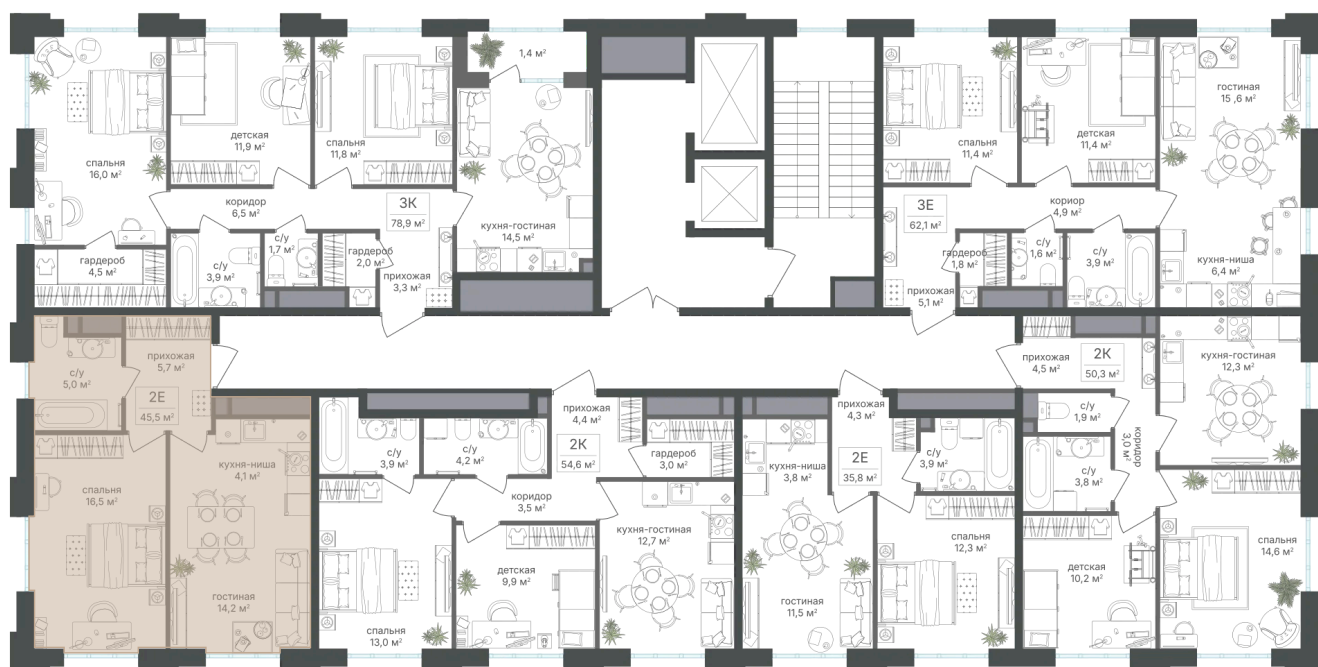 спальня
16,0 м²
гардероб
4,5 м²
детская
11,9 м²
спальня
11,8 м²
1,4 м²
коридор
6,5 м²
3К
78,9 м²
кухня-гостиная
14,5 м²
с/у
3,9 м²
с/у
1,7 м²
гардероб
2,0 м²
прихожая
3,3 м²
спальня
11,4 м²
детская
11,4 м²
гостиная
15 ,6 м²
3Е
62,1 м²
кориор
4,9 м²
гардероб
1,8 м²
с/у
1,6 м²
с/у
3,9 м²
кухня-ниша
6,4 м²
прихожая
5,1 м²
с/у
5,0 м²
прихожая
5,7 м²
2Е
45,5 м²
спальня
16,5 м²
кухня-ниша
4,1 м²
гостиная
14,2 м²
с/у
3,9 м²
с/у
4,2 м²
прихожая
4,4 м²
2К
54,6 м²
гардероб
3,0 м²
коридор
3,5 м²
кухня-гостиная
12,7 м²
детская
9,9 м²
спальня
13,0 м²
прихожая
4,3 м²
2Е
35,8 м²
кухня-ниша
3,8 м²
с/у
3,9 м²
спальня
12,3 м²
гостиная
11,5 м²
прихожая
4,5 м²
2К
50,3 м²
кухня-гостиная
12,3 м²
с/у
1,9 м²
коридор
3,0 м²
с/у
3,8 м²
детская
10,2 м²
спальня
14,6 м²